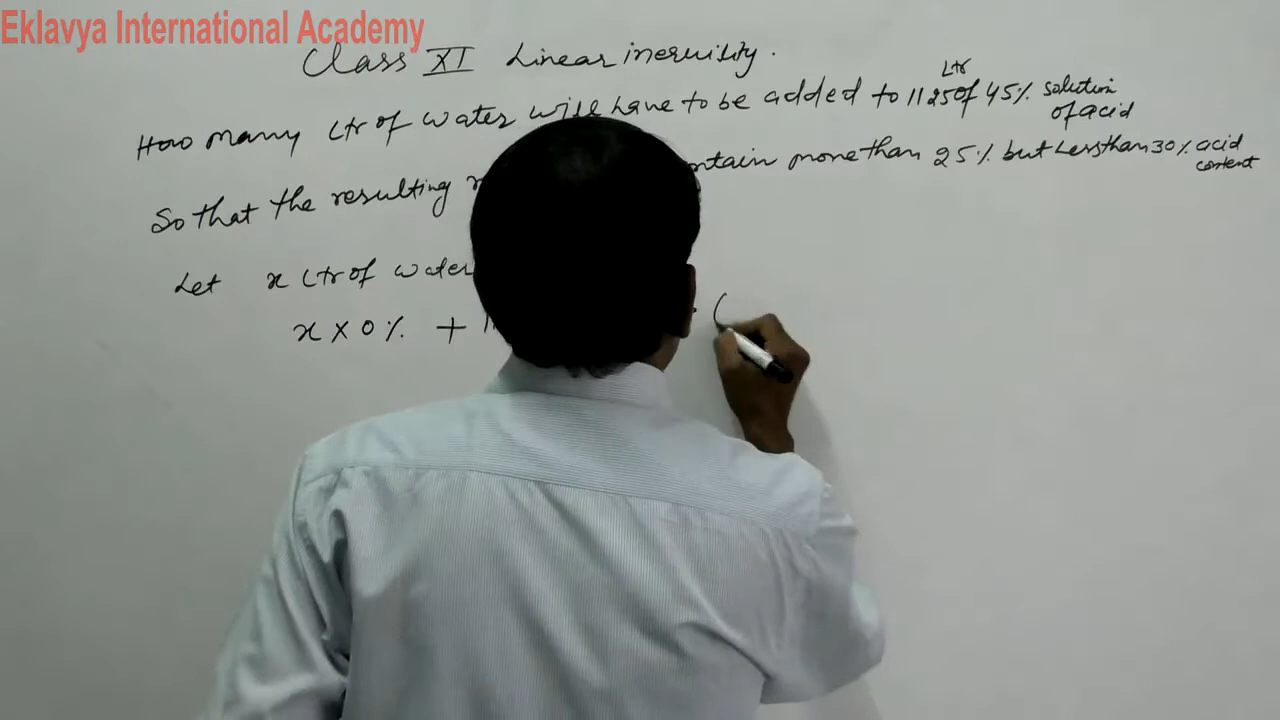 Eklavya International Academy
Class XI Linear inequility.
How many Ltr of water will have to be added to 1125 Ltr of 45% solution of acid
So that the resulting ontain more than 25% but Less than 30% acid content
Let x Ltr of water
x × 0% + 11 (